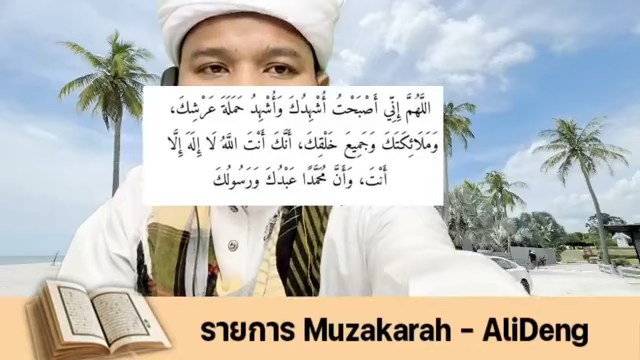 اللَّهُمَّ إِنِّي أَصْبَحْتُ أُشْهِدُكَ وَأُشْهِدُ حَمَلَةَ عَرْشِكَ،
وَمَلَائِكَتَكَ وَجَمِيعَ خَلْقِكَ، أَنَّكَ أَنْتَ اللَّهُ لَا إِلَهَ إِلَّا
أَنْتَ، وَأَنَّ مُحَمَّدًا عَبْدُكَ وَرَسُولُكَ
รายการ Muzakarah - AliDeng